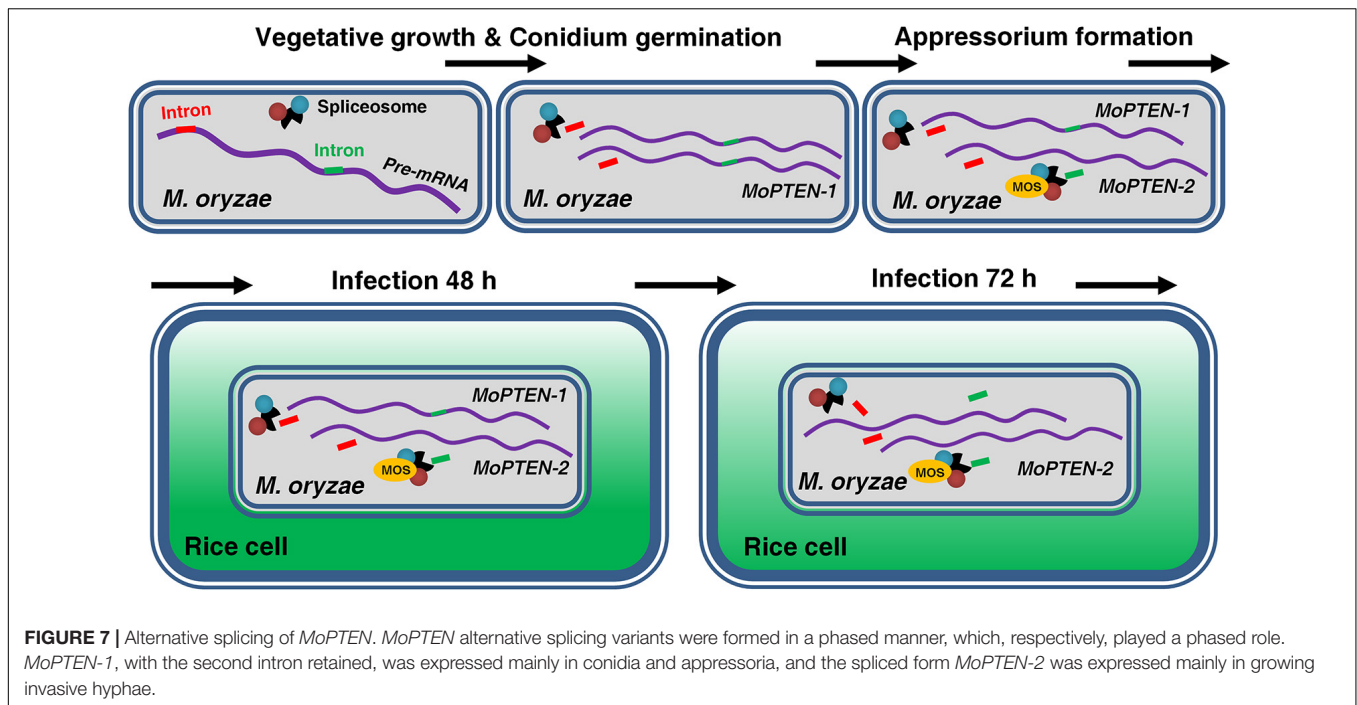 Vegetative growth & Conidium germination
Appressorium formation
Intron
Spliceosome
Intron
Pre-mRNA
M. oryzae
MoPTEN-1
M. oryzae
MoPTEN-1
MoPTEN-2
MOS
M. oryzae
Infection 48 h
Infection 72 h
MoPTEN-1
MoPTEN-2
MOS
M. oryzae
Rice cell
MoPTEN-2
MOS
M. oryzae
Rice cell
FIGURE 7 | Alternative splicing of MoPTEN. MoPTEN alternative splicing variants were formed in a phased manner, which, respectively, played a phased role.
MoPTEN-1, with the second intron retained, was expressed mainly in conidia and appressoria, and the spliced form MoPTEN-2 was expressed mainly in growing
invasive hyphae.